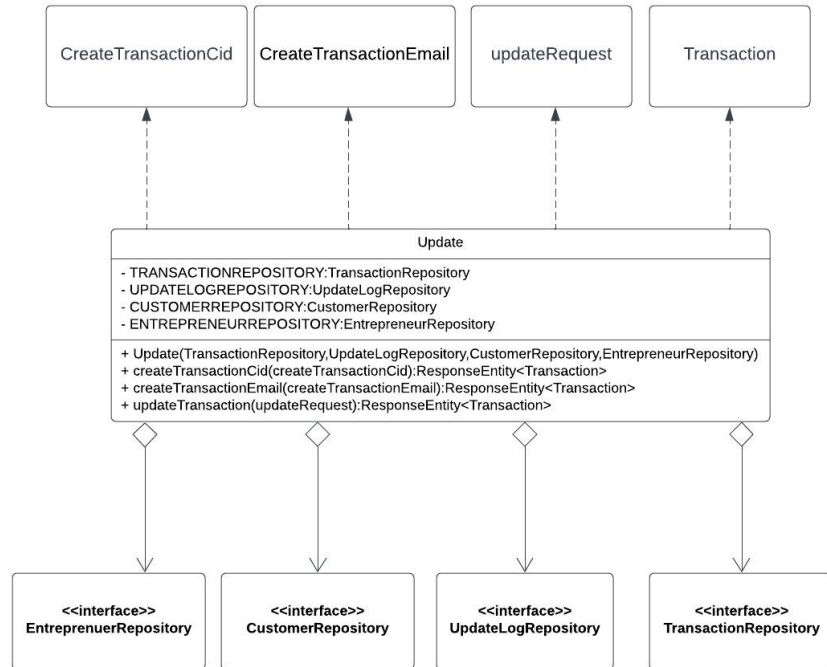 CreateTransactionCid
CreateTransactionEmail
updateRequest
Transaction
Update
- TRANSACTIONREPOSITORY:TransactionRepository
- UPDATELOGREPOSITORY:UpdateLogRepository
- CUSTOMERREPOSITORY:CustomerRepository
- ENTREPRENEURREPOSITORY:EntrepreneurRepository
+ Update(TransactionRepository,UpdateLogRepository,CustomerRepository,EntrepreneurRepository)
+ createTransactionCid(createTransactionCid):ResponseEntity<Transaction>
+ createTransactionEmail(createTransactionEmail):ResponseEntity<Transaction>
+ updateTransaction(updateRequest):ResponseEntity<Transaction>
<<interface>>
EntreprenuerRepository
<<interface>>
CustomerRepository
<<interface>>
UpdateLogRepository
<<interface>>
TransactionRepository